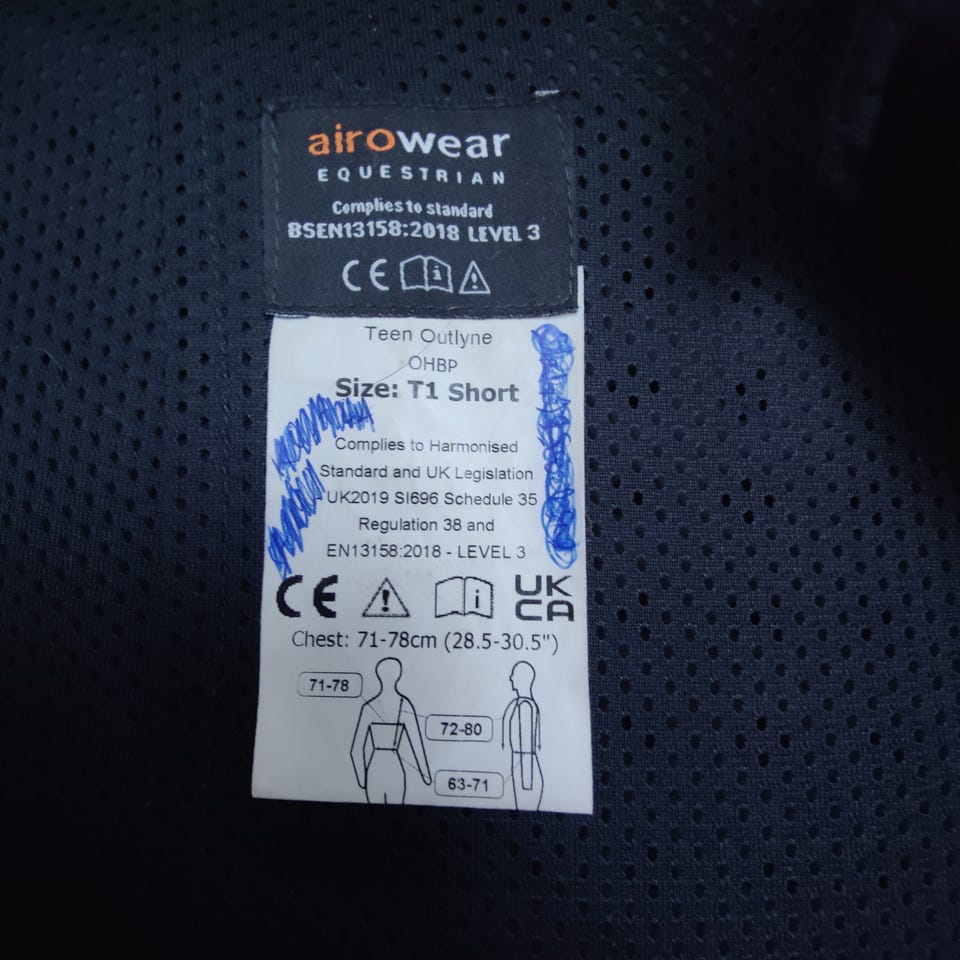 airowear
EQUESTRIAN
Complies to standard
BSEN13158:2018 LEVEL 3
CE i
Teen Outlyne
OHBP
Size: T1 Short
Complies to Harmonised
Standard and UK Legislation
UK2019 SI696 Schedule 35
Regulation 38 and
EN13158:2018 - LEVEL 3
CE i UK
CA
Chest: 71-78cm (28.5-30.5")
71-78
72-80
63-71